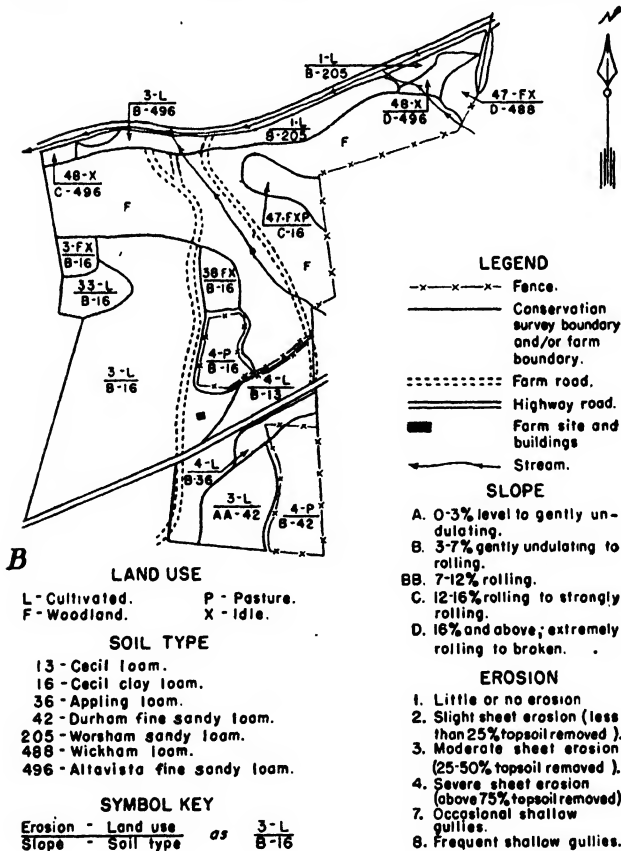 N
1-L
B-205
3-L
B-496
1-L
B-205
48-X
D-496
47-FX
D-488
F
48-X
C-496
F
47-FXP
C-16
F
3-FX
B-16
38FX
B-16
33-L
B-16
3-L
B-16
4-P
B-16
4-L
B-13
4-L
B-36
3-L
AA-42
4-P
B-42
B
LEGEND
Fence.
Conservation
survey boundary
and/or farm
boundary.
Farm road.
Highway road.
Farm site and
buildings
Stream.
SLOPE
A. 0-3% level to gently un-
dulating.
B. 3-7% gently undulating to
rolling.
BB. 7-12% rolling.
C. 12-16% rolling to strongly
rolling.
D. 16% and above; extremely
rolling to broken.
LAND USE
L - Cultivated. P - Pasture.
F - Woodland. X - Idle.
SOIL TYPE
13 - Cecil loam.
16 - Cecil clay loam.
36 - Appling loam.
42 - Durham fine sandy loam.
205 - Worsham sandy loam.
488 - Wickham loam.
496 - Altavista fine sandy loam.
SYMBOL KEY
Erosion - Land use as 3-L
Slope - Soil type B-16
EROSION
1. Little or no erosion
2. Slight sheet erosion (less
than 25% topsoil removed).
3. Moderate sheet erosion
(25-50% topsoil removed).
4. Severe sheet erosion
(above 75% topsoil removed)
7. Occasional shallow
gullies.
8. Frequent shallow gullies.